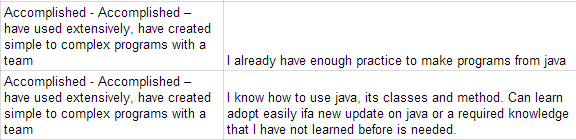 Accomplished - Accomplished –
have used extensively, have created
simple to complex programs with a
team
I already have enough practice to make programs from java
Accomplished - Accomplished –
have used extensively, have created
simple to complex programs with a
team
I know how to use java, its classes and method. Can learn
adopt easily ifa new update on java or a required knowledge
that I have not learned before is needed.